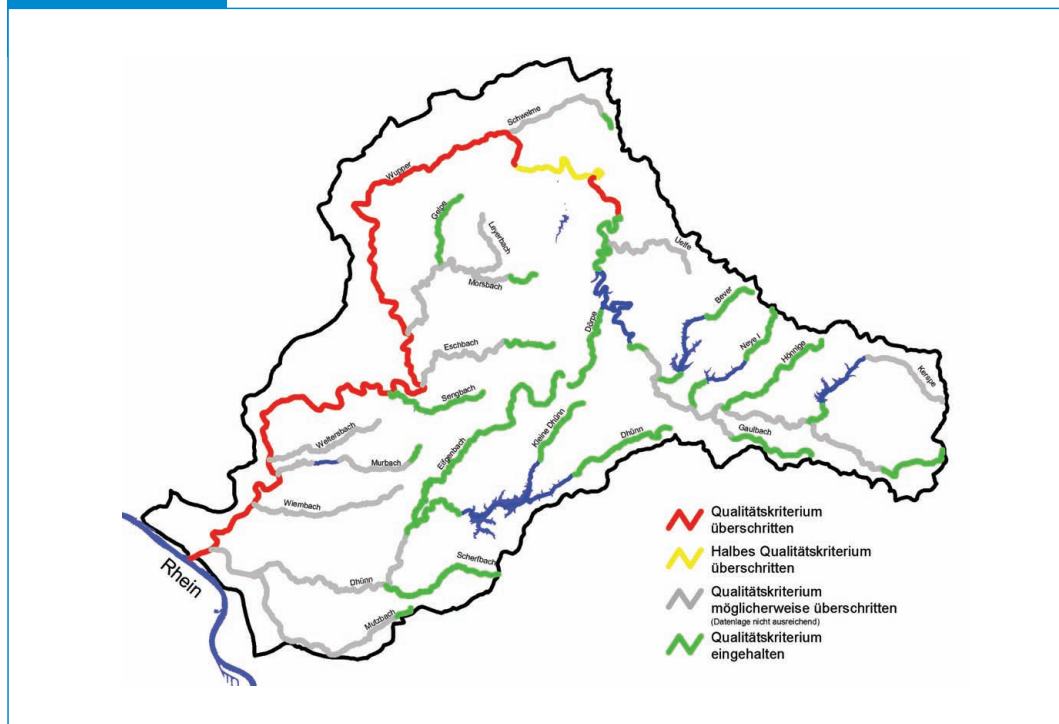 Schwelme
Wupper
Gelpe
Leyerbach
Uelfe
Morsbach
Bever
Dörpe
Neye I
Hönnige
Eschbach
Kerspe
Sengbach
Weltersbach
Kleine Dhünn
Gaulbach
Eifgenbach
Dhünn
Murbach
Wiembach
Rhein
Dhünn
Scherfbach
Mutzbach
Qualitätskriterium
überschritten
Halbes Qualitätskriterium
überschritten
Qualitätskriterium
möglicherweise überschritten
(Datenlage nicht ausreichend)
Qualitätskriterium
eingehalten